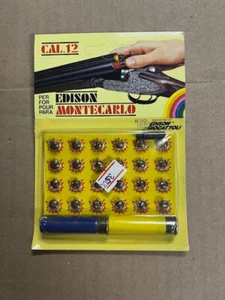 CAL.12
PER
FOR
POUR
PARA
EDISON
MONTECARLO
EDISON
GIOCATTOLI